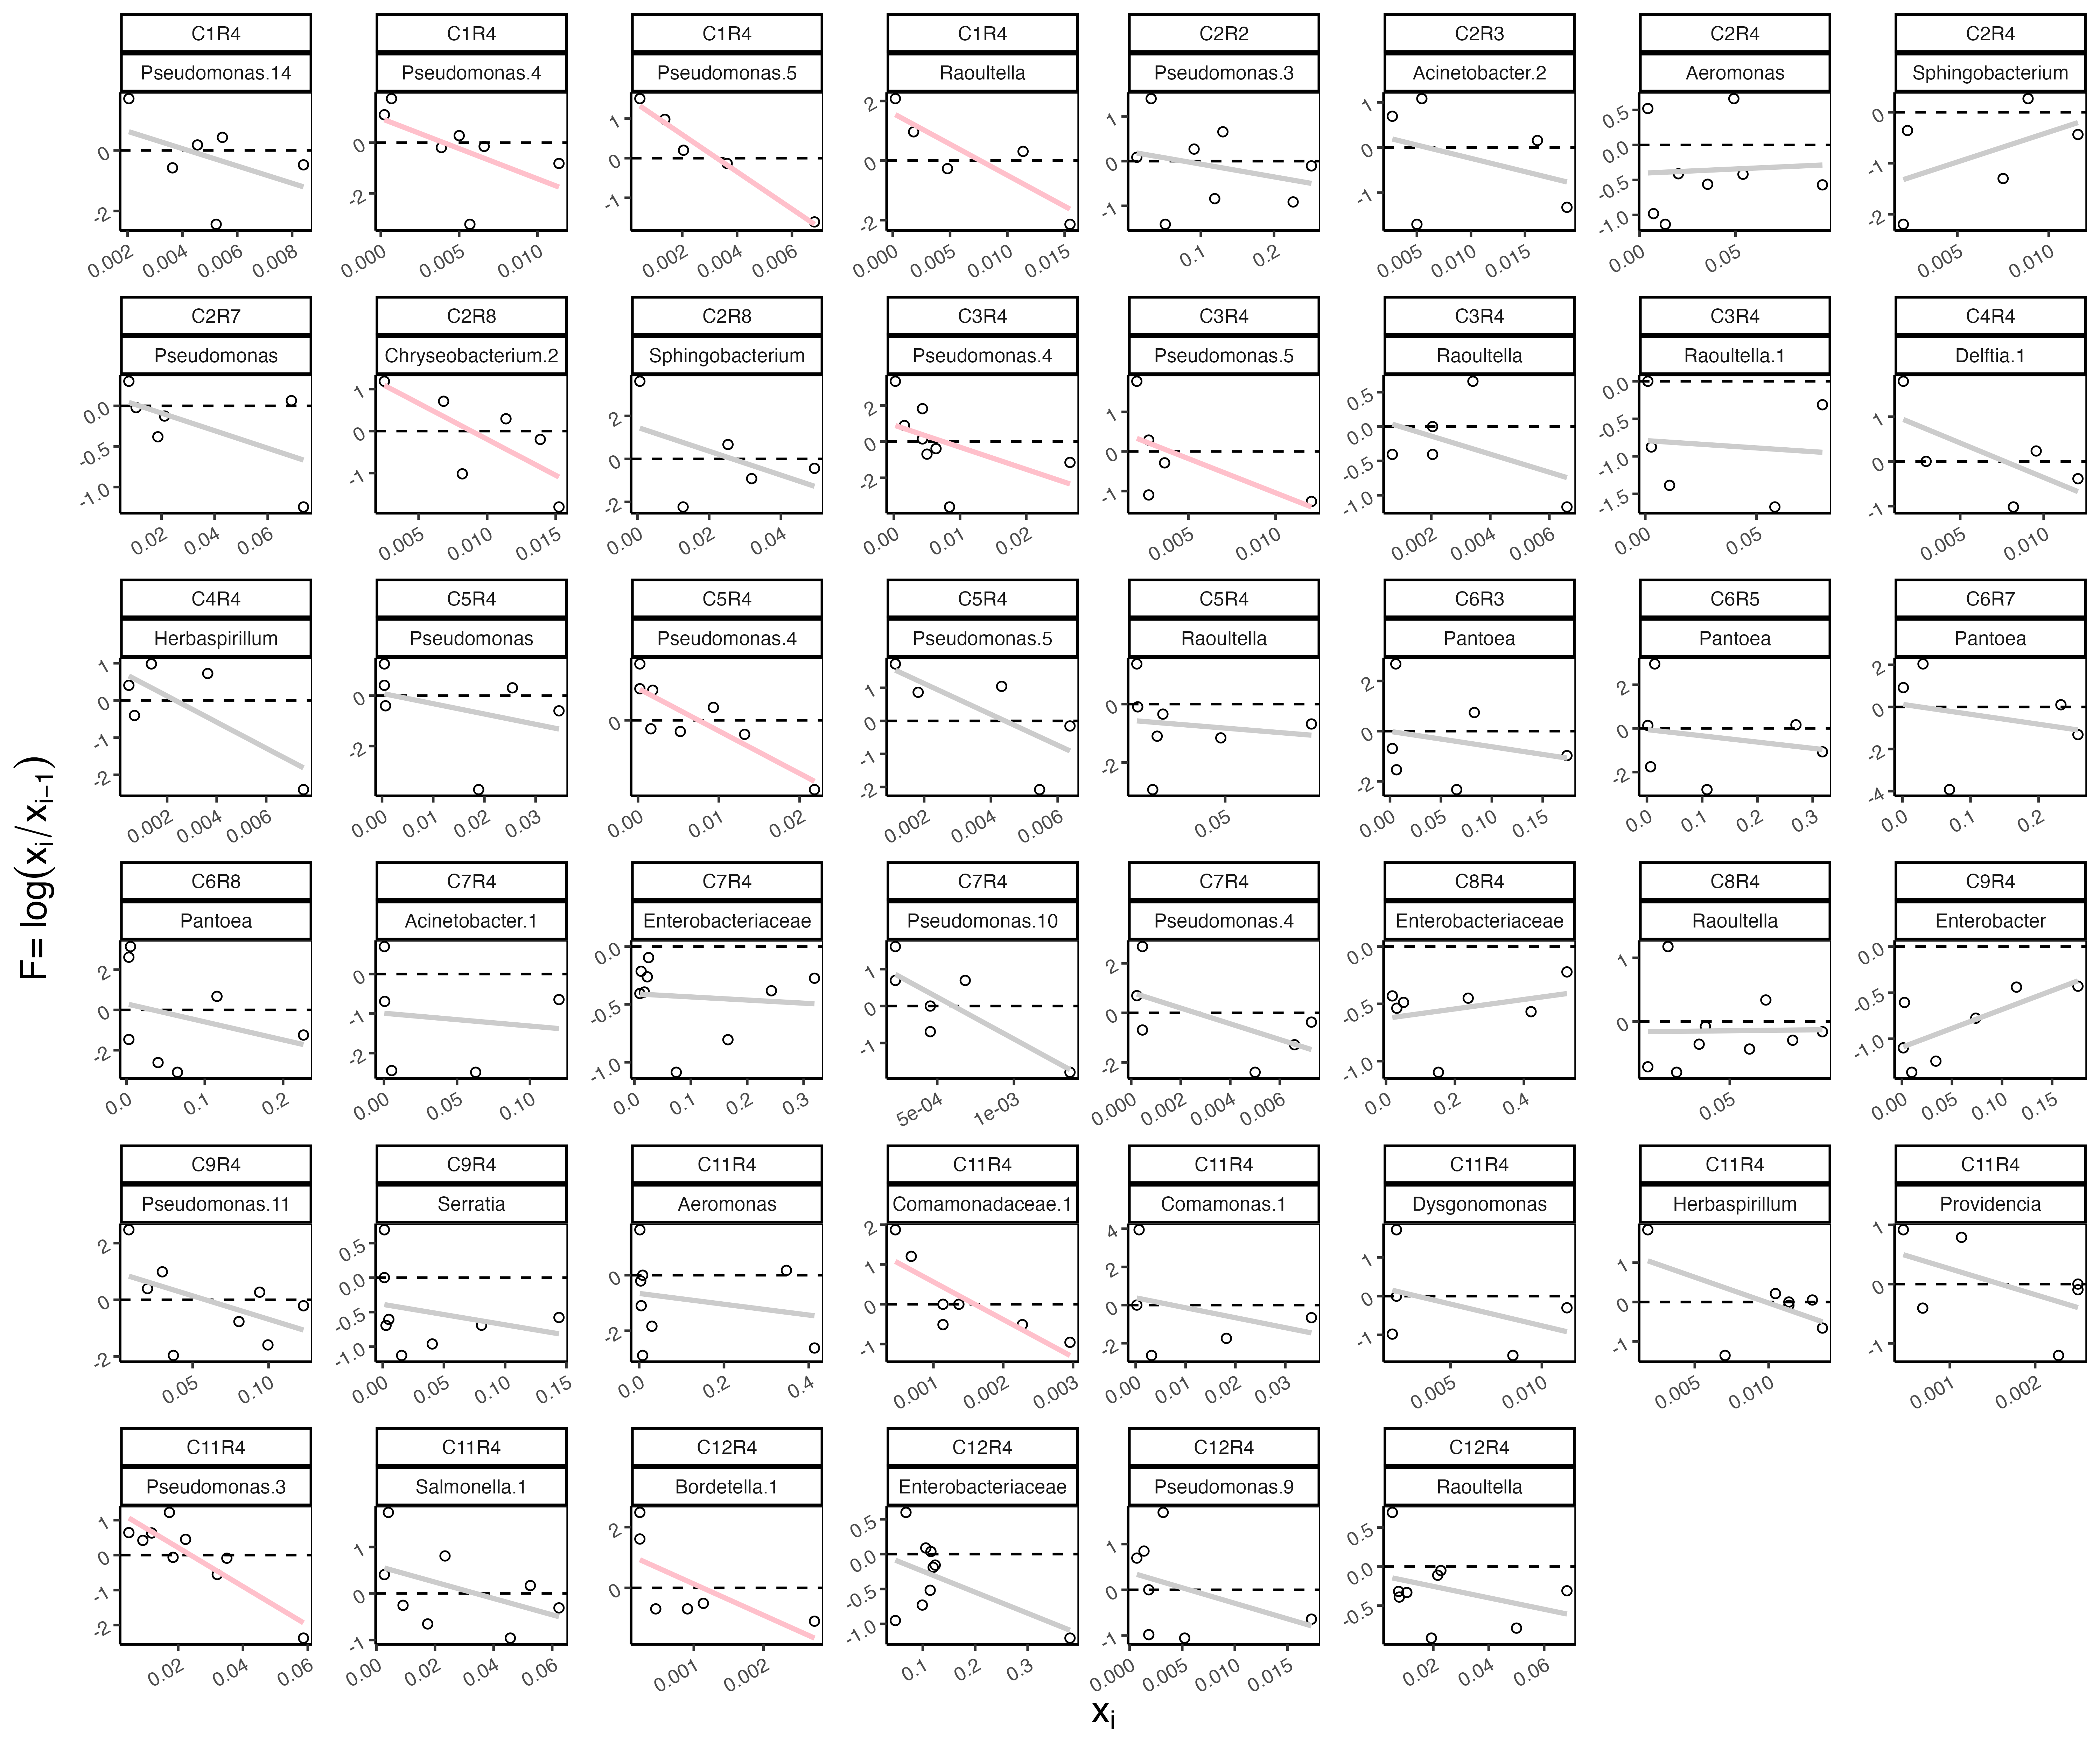 C1R4 C1R4 C1R4 C1R4 C2R2 C2R3 C2R4 C2R4
Pseudomonas.14 Pseudomonas.4 Pseudomonas.5 Raoultella Pseudomonas.3 Acinetobacter.2 Aeromonas Sphingobacterium
0 -2 0 -2 1 0 -1 2 0 -2 1 0 -1 1 0 -1 0.5 0.0 -0.5 -1.0 0 -1 -2
0.002 0.004 0.006 0.008 0.000 0.005 0.010 0.002 0.004 0.006 0.000 0.005 0.010 0.015 0.1 0.2 0.005 0.010 0.015 0.00 0.05 0.005 0.010
C2R7 C2R8 C2R8 C3R4 C3R4 C3R4 C3R4 C4R4
Pseudomonas Chryseobacterium.2 Sphingobacterium Pseudomonas.4 Pseudomonas.5 Raoultella Raoultella.1 Delftia.1
0.0 -0.5 -1.0 1 0 -1 2 0 -2 2 0 -2 1 0 -1 0.5 0.0 -0.5 -1.0 0.0 -0.5 -1.0 -1.5 1 0 -1
0.02 0.04 0.06 0.005 0.010 0.015 0.00 0.02 0.04 0.00 0.01 0.02 0.005 0.010 0.002 0.004 0.006 0.00 0.05 0.005 0.010
C4R4 C5R4 C5R4 C5R4 C5R4 C6R3 C6R5 C6R7
Herbaspirillum Pseudomonas Pseudomonas.4 Pseudomonas.5 Raoultella Pantoea Pantoea Pantoea
1 0 -1 -2 0 -2 0 1 0 -1 -2 0 -2 2 0 -2 2 0 -2 2 0 -2 -4
0.002 0.004 0.006 0.00 0.01 0.02 0.03 0.00 0.01 0.02 0.002 0.004 0.006 0.05 0.00 0.05 0.10 0.15 0.0 0.1 0.2 0.3 0.0 0.1 0.2
F= log(xi/xi−1)
C6R8 C7R4 C7R4 C7R4 C7R4 C8R4 C8R4 C9R4
Pantoea Acinetobacter.1 Enterobacteriaceae Pseudomonas.10 Pseudomonas.4 Enterobacteriaceae Raoultella Enterobacter
2 0 -2 0 -1 -2 0.0 -0.5 -1.0 1 0 -1 2 0 -2 0.0 -0.5 -1.0 1 0 0.0 -0.5 -1.0
0.0 0.1 0.2 0.00 0.05 0.10 0.0 0.1 0.2 0.3 5e-04 1e-03 0.000 0.002 0.004 0.006 0.0 0.2 0.4 0.05 0.00 0.05 0.10 0.15
C9R4 C9R4 C11R4 C11R4 C11R4 C11R4 C11R4 C11R4
Pseudomonas.11 Serratia Aeromonas Comamonadaceae.1 Comamonas.1 Dysgonomonas Herbaspirillum Providencia
2 0 -2 0.5 0.0 -0.5 -1.0 0 -2 2 1 0 -1 4 2 0 -2 1 0 -1 1 0 -1 1 0 -1
0.05 0.10 0.00 0.05 0.10 0.15 0.0 0.2 0.4 0.001 0.002 0.003 0.00 0.01 0.02 0.03 0.005 0.010 0.005 0.010 0.001 0.002
C11R4 C11R4 C12R4 C12R4 C12R4 C12R4
Pseudomonas.3 Salmonella.1 Bordetella.1 Enterobacteriaceae Pseudomonas.9 Raoultella
1 0 -1 -2 1 0 -1 2 0 0.5 0.0 -0.5 -1.0 1 0 -1 0.5 0.0 -0.5
0.02 0.04 0.06 0.00 0.02 0.04 0.06 0.001 0.002 0.1 0.2 0.3 0.000 0.005 0.010 0.015 0.02 0.04 0.06
xi